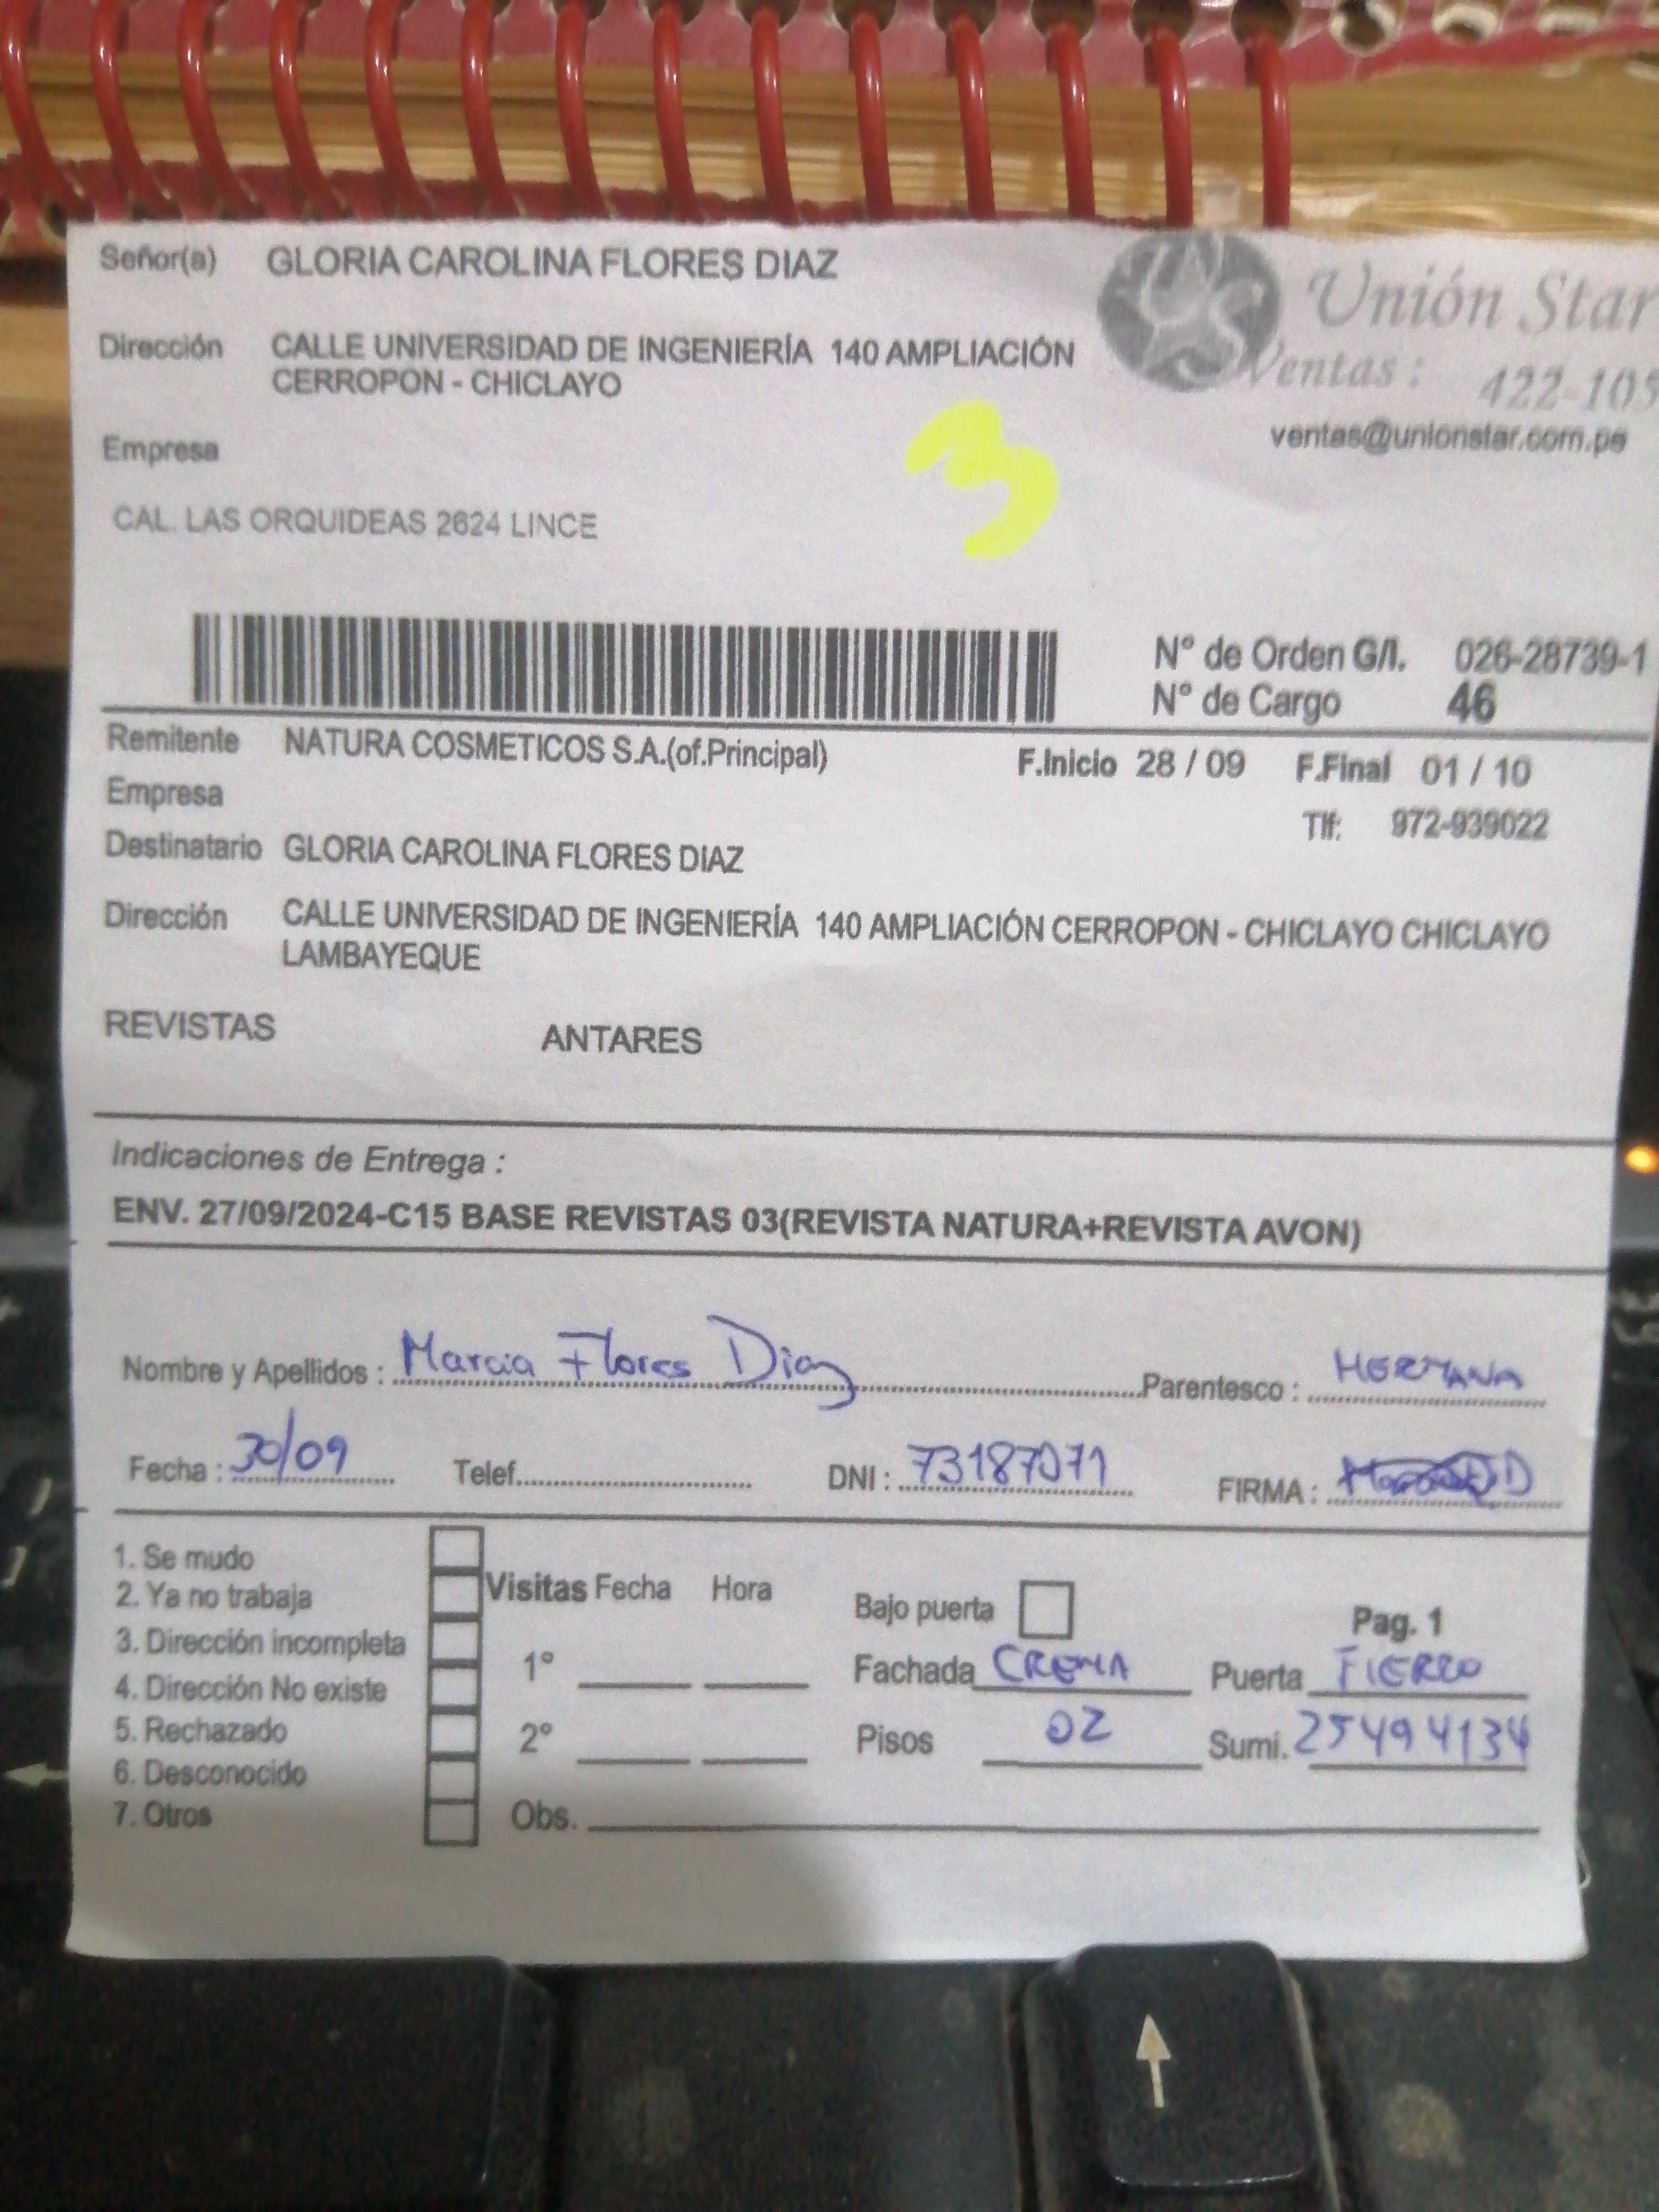 Señor(a) GLORIA CAROLINA FLORES DIAZ
Unión Star
Dirección CALLE UNIVERSIDAD DE INGENIERÍA 140 AMPLIACIÓN
CERROPON - CHICLAYO
Ventas : 422-105
ventas@unionstar.com.pe
Empresa
3
CAL. LAS ORQUIDEAS 2624 LINCE
N° de Orden G/I. 026-28739-1
N° de Cargo 46
Remitente NATURA COSMETICOS S.A.(of.Principal) F.Inicio 28 / 09 F.Final 01 / 10
Empresa
Tlf: 972-939022
Destinatario GLORIA CAROLINA FLORES DIAZ
Dirección CALLE UNIVERSIDAD DE INGENIERÍA 140 AMPLIACIÓN CERROPON - CHICLAYO CHICLAYO
LAMBAYEQUE
REVISTAS ANTARES
Indicaciones de Entrega :
ENV. 27/09/2024-C15 BASE REVISTAS 03(REVISTA NATURA+REVISTA AVON)
Nombre y Apellidos : Marcia Flores Diaz Parentesco : HERMANA
Fecha : 30/09 Telef. DNI : 73187071 FIRMA :
1. Se mudo
2. Ya no trabaja
3. Dirección incompleta
4. Dirección No existe
5. Rechazado
6. Desconocido
7. Otros
Visitas Fecha Hora
1°
2°
Bajo puerta Pag. 1
Fachada CREMA Puerta FIERRO
Pisos 02 Sumi. 25494134
Obs.